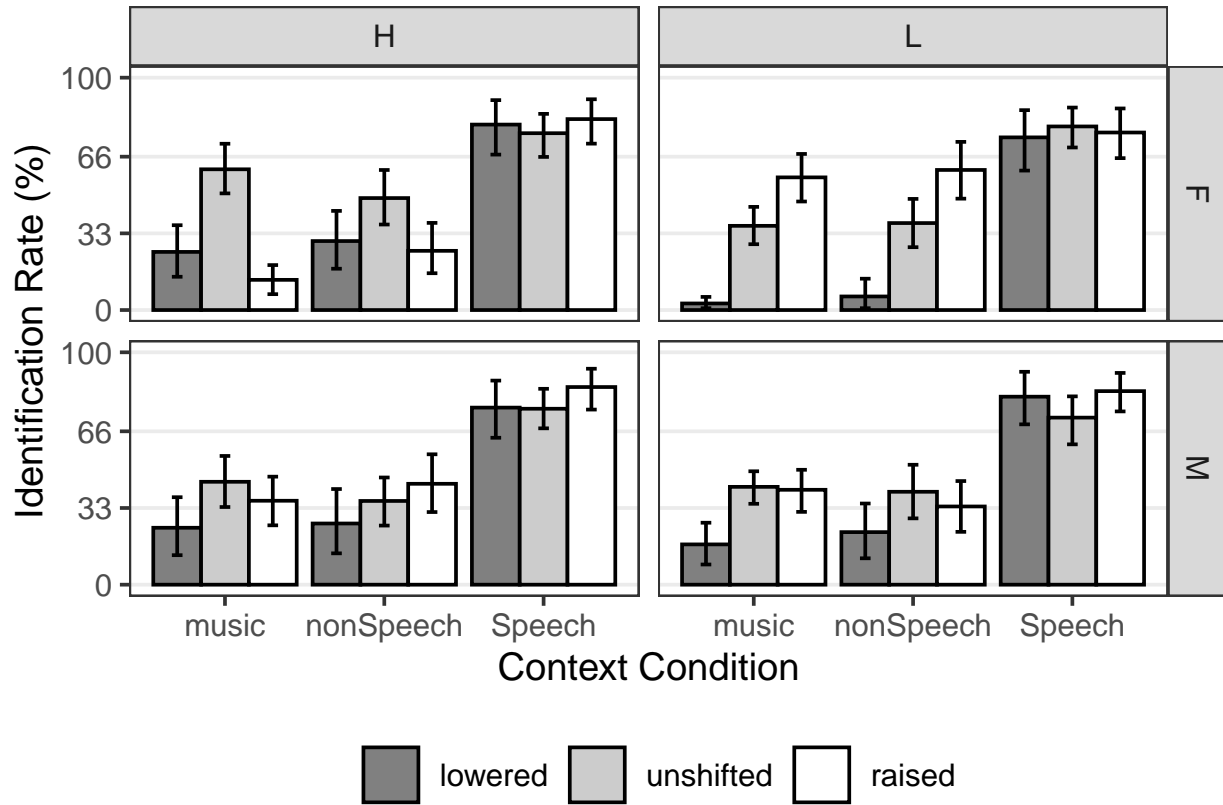 H L
100
66
33
0
F
100
66
33
0
M
Identification Rate (%)
music nonSpeech Speech music nonSpeech Speech
Context Condition
lowered unshifted raised